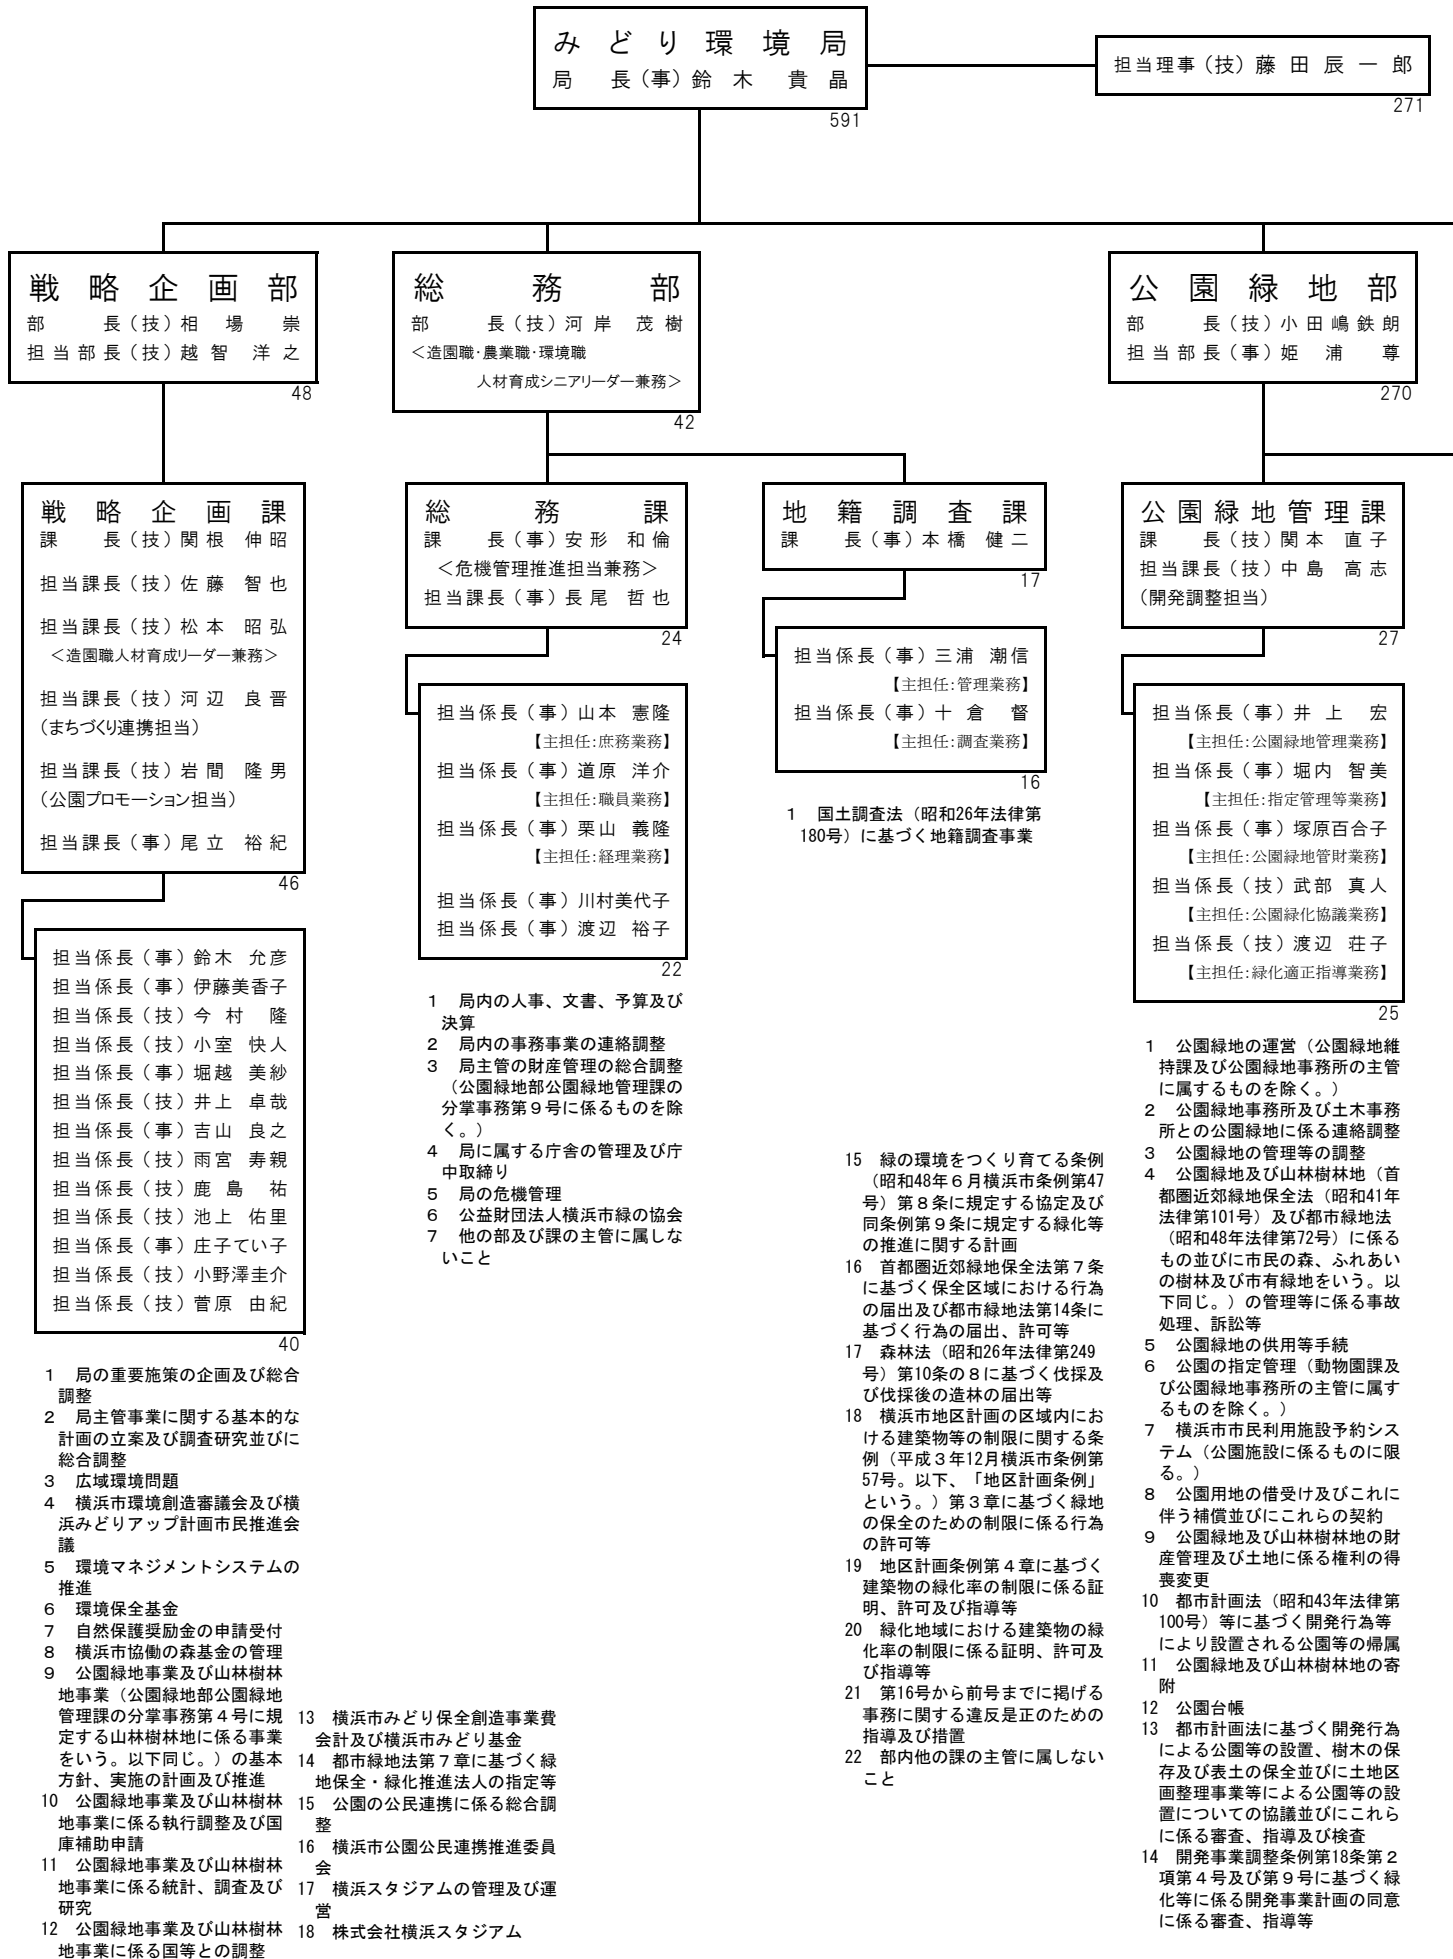 みどり環境局
局　長（事）鈴木　貴晶
591
担当理事（技）藤田辰一郎
271
戦略企画部
部　長（技）相場　崇
担当部長（技）越智　洋之
48
総務部
部　長（技）河岸　茂樹
＜造園職・農業職・環境職
人材育成シニアリーダー兼務＞
42
公園緑地部
部　長（技）小田嶋鉄朗
担当部長（事）姫浦　尊
270
戦略企画課
課　長（技）関根　伸昭
担当課長（技）佐藤　智也
担当課長（技）松本　昭弘
＜造園職人材育成リーダー兼務＞
担当課長（技）河辺　良晋
（まちづくり連携担当）
担当課長（技）岩間　隆男
（公園プロモーション担当）
担当課長（事）尾立　裕紀
46
担当係長（事）鈴木　允彦
担当係長（事）伊藤美香子
担当係長（技）今村　隆
担当係長（技）小室　快人
担当係長（事）堀越　美紗
担当係長（技）井上　卓哉
担当係長（事）吉山　良之
担当係長（技）雨宮　寿親
担当係長（技）鹿島　祐
担当係長（技）池上　佑里
担当係長（事）庄子てい子
担当係長（技）小野澤圭介
担当係長（技）菅原　由紀
40
1　局の重要施策の企画及び総合
調整
2　局主管事業に関する基本的な
計画の立案及び調査研究並びに
総合調整
3　広域環境問題
4　横浜市環境創造審議会及び横
浜みどりアップ計画市民推進会
議
5　環境マネジメントシステムの
推進
6　環境保全基金
7　自然保護奨励金の申請受付
8　横浜市協働の森基金の管理
9　公園緑地事業及び山林樹林
地事業（公園緑地部公園緑地
管理課の分掌事務第４号に規
定する山林樹林地に係る事業
をいう。以下同じ。）の基本
方針、実施の計画及び推進
10　公園緑地事業及び山林樹林
地事業に係る執行調整及び国
庫補助申請
11　公園緑地事業及び山林樹林
地事業に係る統計、調査及び
研究
12　公園緑地事業及び山林樹林
地事業に係る国等との調整
13　横浜市みどり保全創造事業費
会計及び横浜市みどり基金
14　都市緑地法第７章に基づく緑
地保全・緑化推進法人の指定等
15　公園の公民連携に係る総合調
整
16　横浜市公園公民連携推進委員
会
17　横浜スタジアムの管理及び運
営
18　株式会社横浜スタジアム
総務課
課　長（事）安形　和倫
＜危機管理推進担当兼務＞
担当課長（事）長尾　哲也
24
担当係長（事）山本　憲隆
【主担任：庶務業務】
担当係長（事）道原　洋介
【主担任：職員業務】
担当係長（事）栗山　義隆
【主担任：経理業務】
担当係長（事）川村美代子
担当係長（事）渡辺　裕子
22
1　局内の人事、文書、予算及び
決算
2　局内の事務事業の連絡調整
3　局主管の財産管理の総合調整
（公園緑地部公園緑地管理課の
分掌事務第９号に係るものを除
く。）
4　局に属する庁舎の管理及び庁
中取締り
5　局の危機管理
6　公益財団法人横浜市緑の協会
7　他の部及び課の主管に属しな
いこと
地籍調査課
課　長（事）本橋　健二
17
担当係長（事）三浦　潮信
【主担任：管理業務】
担当係長（事）十倉　督
【主担任：調査業務】
16
1　国土調査法（昭和26年法律第
180号）に基づく地籍調査事業
公園緑地管理課
課　長（技）関本　直子
担当課長（技）中島　高志
（開発調整担当）
27
担当係長（事）井上　宏
【主担任：公園緑地管理業務】
担当係長（事）堀内　智美
【主担任：指定管理等業務】
担当係長（事）塚原百合子
【主担任：公園緑地管財業務】
担当係長（技）武部　真人
【主担任：公園緑化協議業務】
担当係長（技）渡辺　荘子
【主担任：緑化適正指導業務】
25
1　公園緑地の運営（公園緑地維
持課及び公園緑地事務所の主管
に属するものを除く。）
2　公園緑地事務所及び土木事務
所との公園緑地に係る連絡調整
3　公園緑地の管理等の調整
4　公園緑地及び山林樹林地（首
都圏近郊緑地保全法（昭和41年
法律第101号）及び都市緑地法
（昭和48年法律第72号）に係る
もの並びに市民の森、ふれあい
の樹林及び市有緑地をいう。以
下同じ。）の管理等に係る事故
処理、訴訟等
5　公園緑地の供用等手続
6　公園の指定管理（動物園課及
び公園緑地事務所の主管に属す
るものを除く。）
7　横浜市市民利用施設予約シス
テム（公園施設に係るものに限
る。）
8　公園用地の借受け及びこれに
伴う補償並びにこれらの契約
9　公園緑地及び山林樹林地の財
産管理及び土地に係る権利の得
喪変更
10　都市計画法（昭和43年法律第
100号）等に基づく開発行為等
により設置される公園等の帰属
11　公園緑地及び山林樹林地の寄
附
12　公園台帳
13　都市計画法に基づく開発行為
による公園等の設置、樹木の保
存及び表土の保全並びに土地区
画整理事業等による公園等の設
置についての協議並びにこれら
に係る審査、指導及び検査
14　開発事業調整条例第18条第２
項第４号及び第９号に基づく緑
化等に係る開発事業計画の同意
に係る審査、指導等
15　緑の環境をつくり育てる条例
（昭和48年６月横浜市条例第47
号）第８条に規定する協定及び
同条例第９条に規定する緑化等
の推進に関する計画
16　首都圏近郊緑地保全法第７条
に基づく保全区域における行為
の届出及び都市緑地法第14条に
基づく行為の届出、許可等
17　森林法（昭和26年法律第249
号）第10条の８に基づく伐採及
び伐採後の造林の届出等
18　横浜市地区計画の区域内にお
ける建築物等の制限に関する条
例（平成３年12月横浜市条例第
57号。以下、「地区計画条例」
という。）第３章に基づく緑地
の保全のための制限に係る行為
の許可等
19　地区計画条例第４章に基づく
建築物の緑化率の制限に係る証
明、許可及び指導等
20　緑化地域における建築物の緑
化率の制限に係る証明、許可及
び指導等
21　第16号から前号までに掲げる
事務に関する違反是正のための
指導及び措置
22　部内他の課の主管に属しない
こと